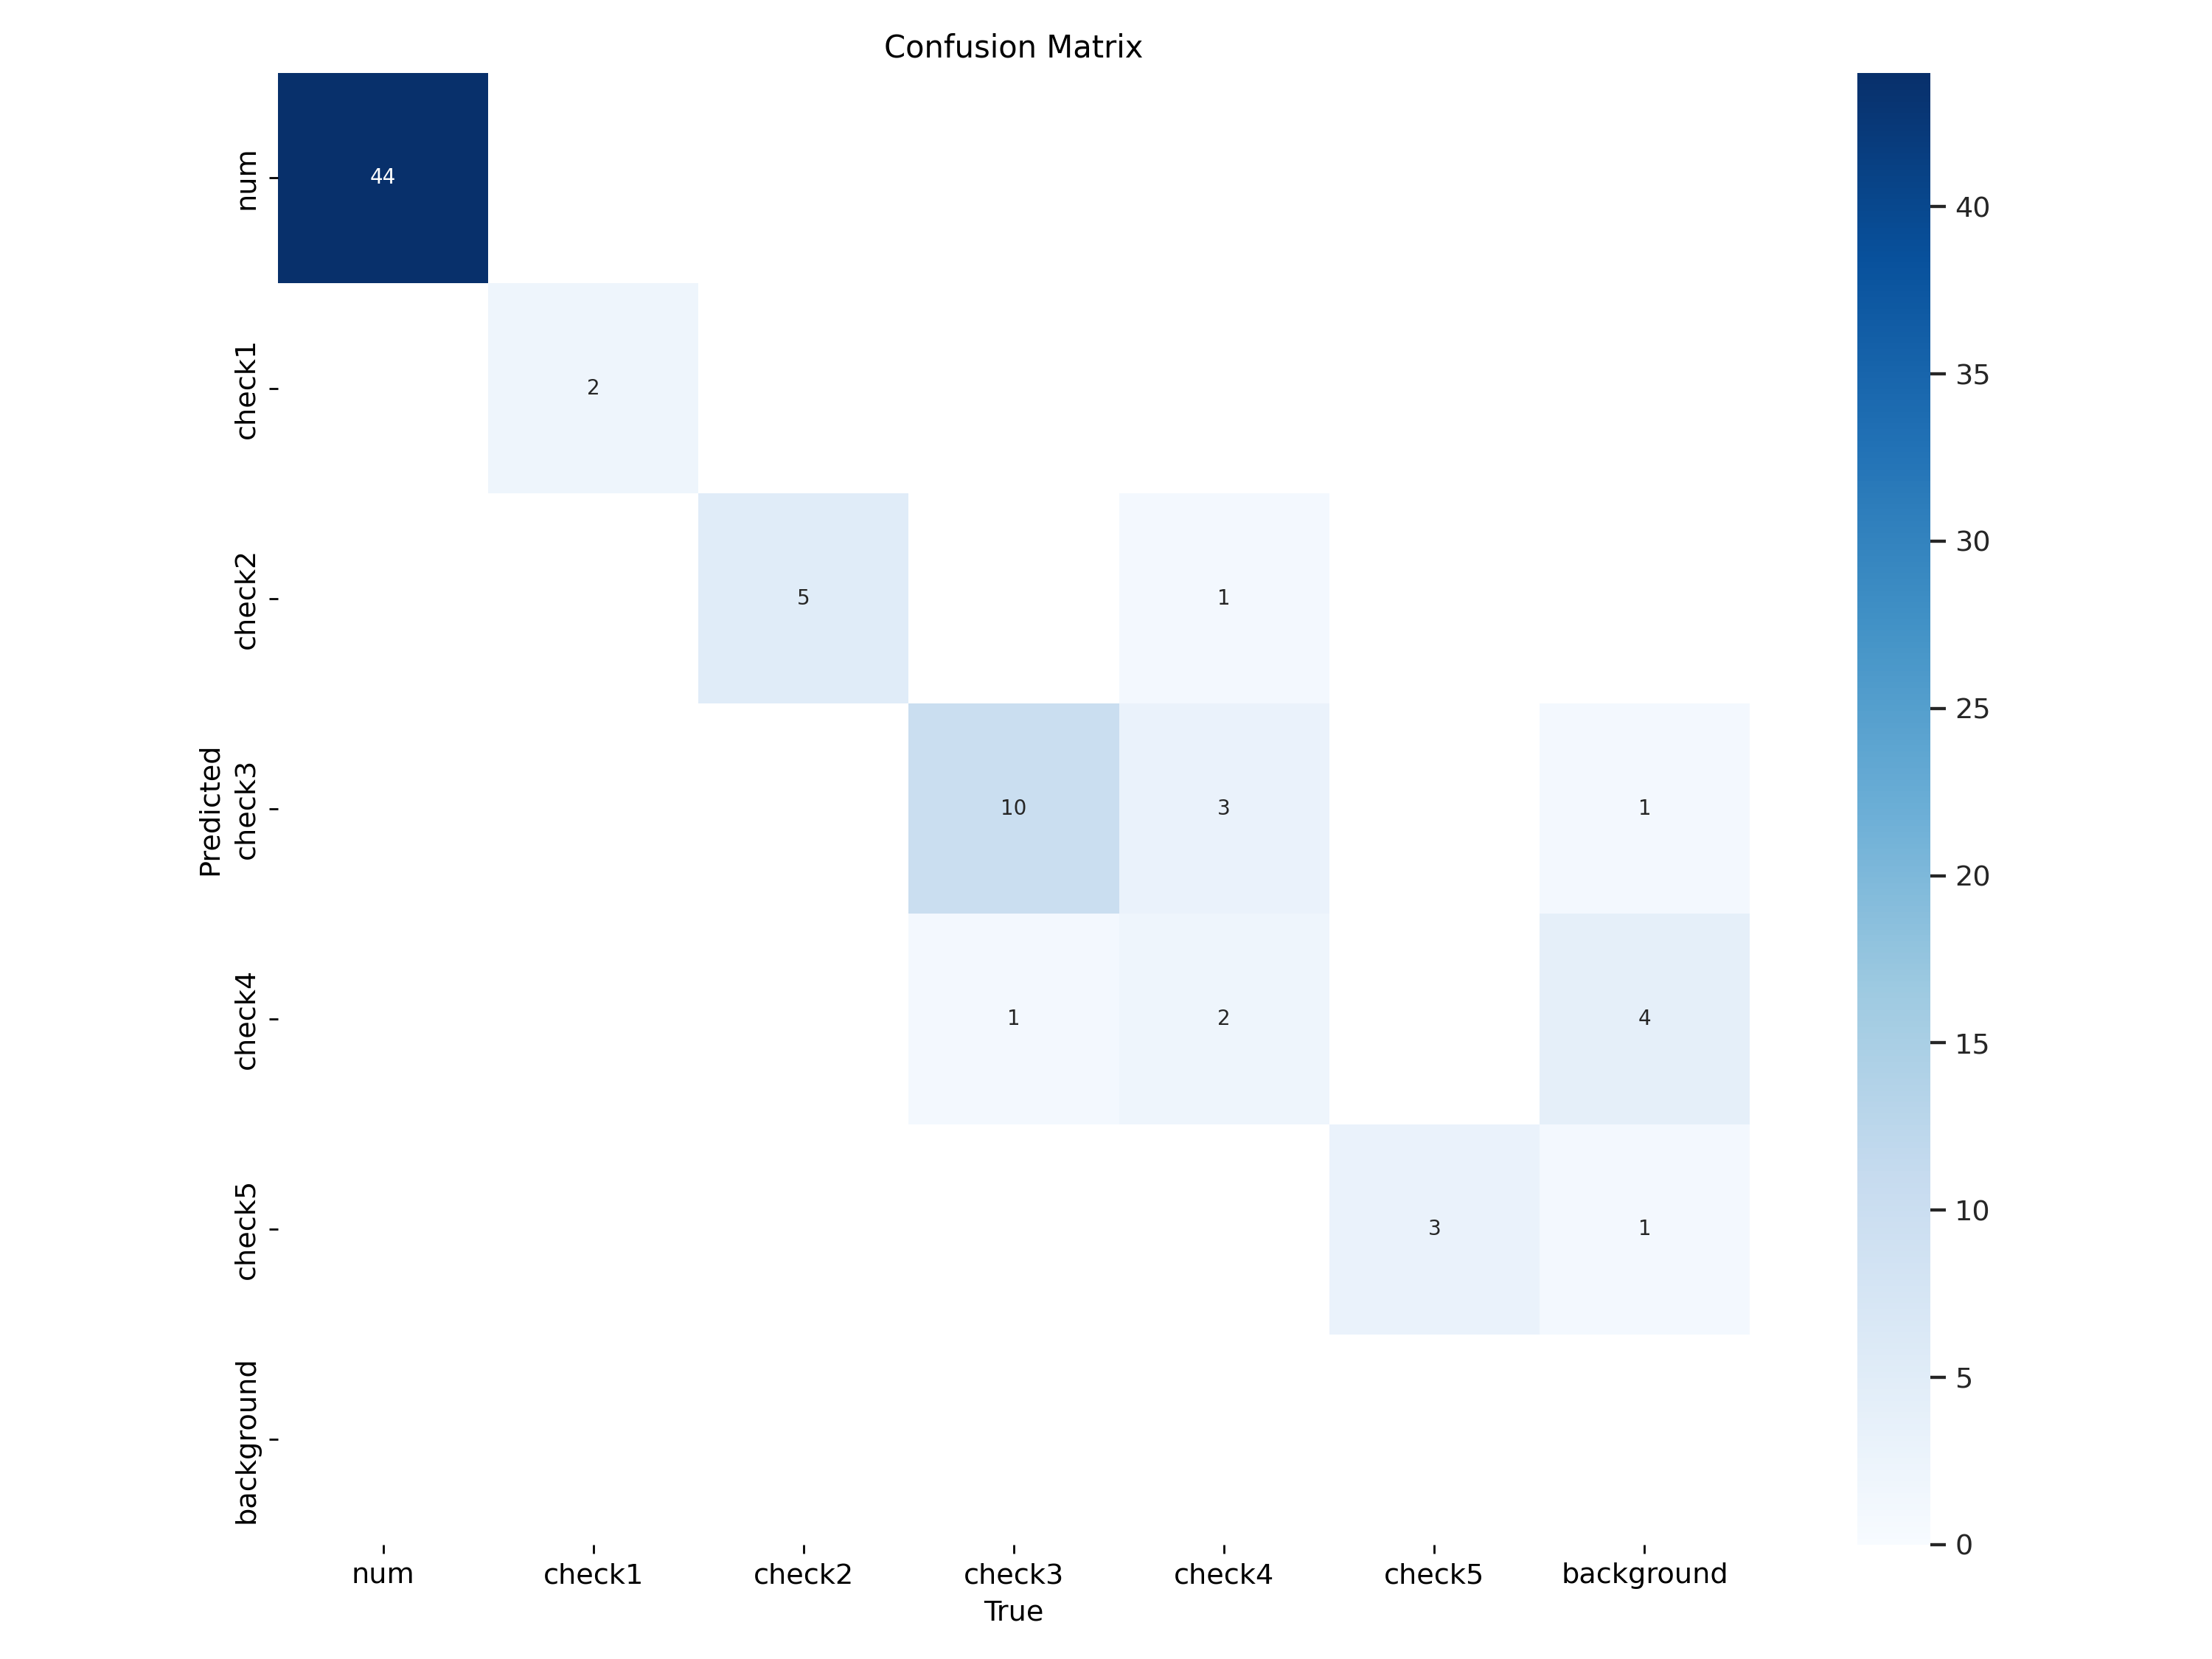 Confusion Matrix
num
check1
check2
check3
check4
check5
background
Predicted
44
2
5 1
10 3 1
1 2 4
3 1
num check1 check2 check3 check4 check5 background
True
40
35
30
25
20
15
10
5
0